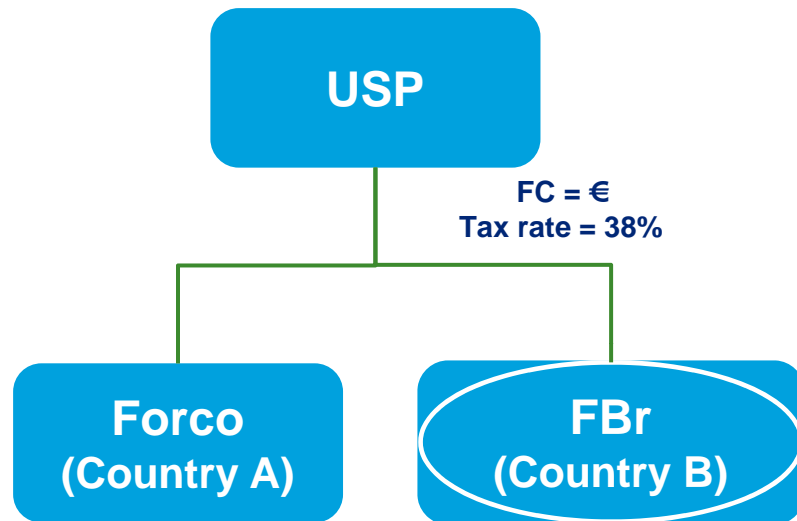 USP
FC = €
Tax rate = 38%
Forco
(Country A)
FBr
(Country B)